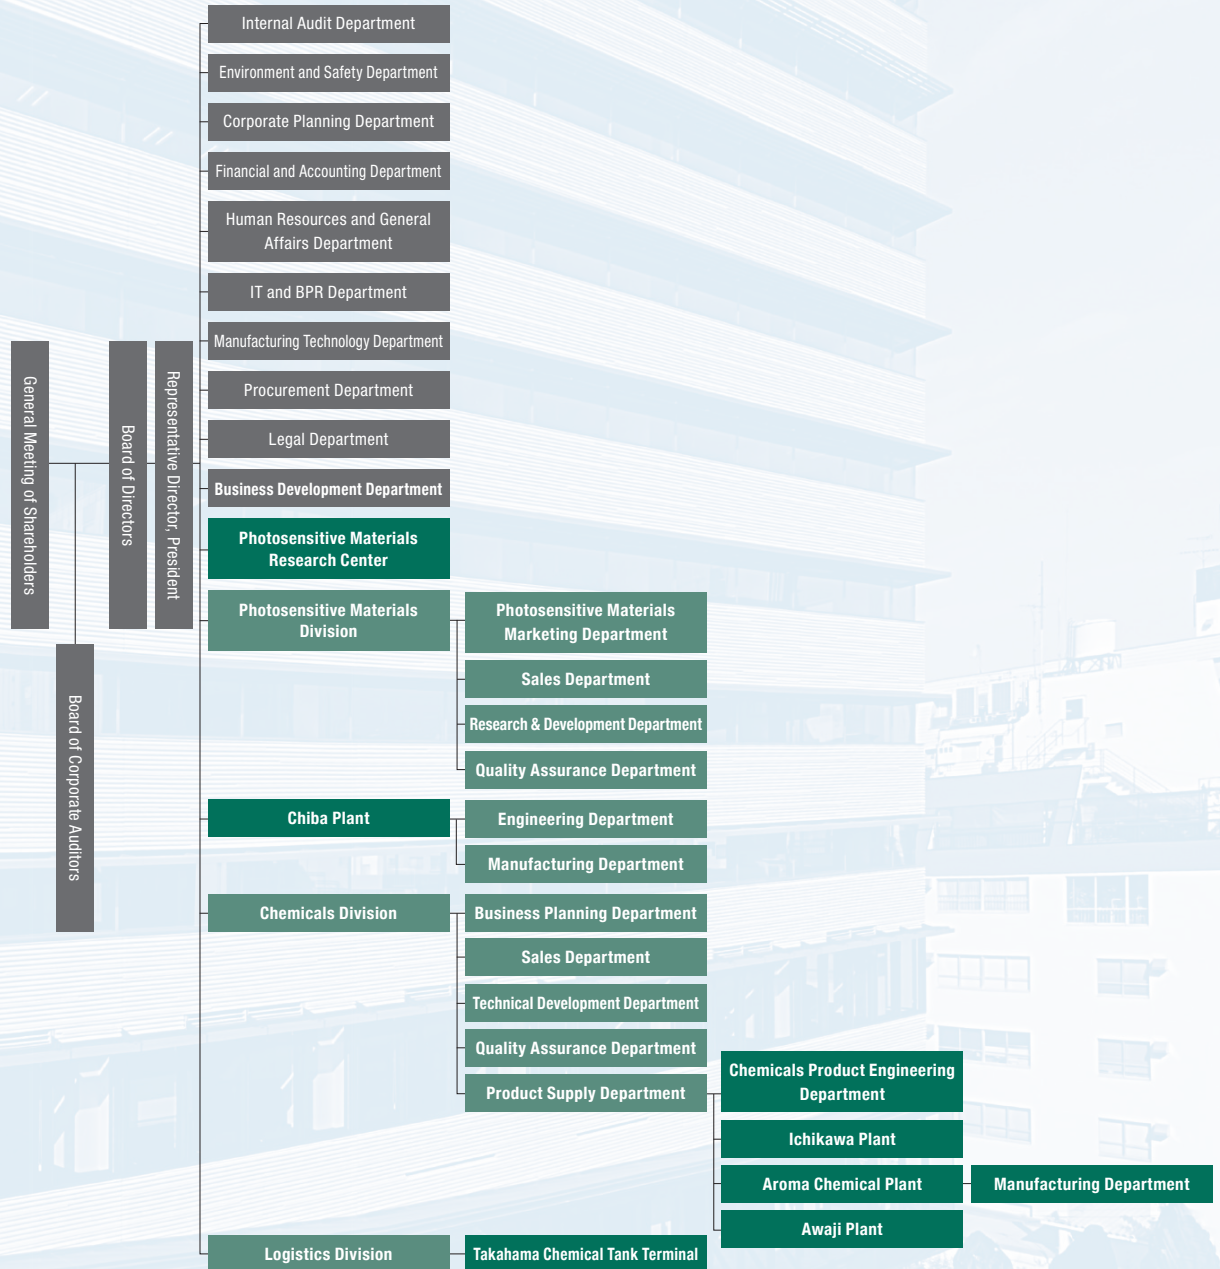 General Meeting of Shareholders
Board of Corporate Auditors
Board of Directors
Representative Director, President
Internal Audit Department
Environment and Safety Department
Corporate Planning Department
Financial and Accounting Department
Human Resources and General
Affairs Department
IT and BPR Department
Manufacturing Technology Department
Procurement Department
Legal Department
Business Development Department
Photosensitive Materials
Research Center
Photosensitive Materials
Division
Photosensitive Materials
Marketing Department
Sales Department
Research & Development Department
Quality Assurance Department
Chiba Plant
Engineering Department
Manufacturing Department
Chemicals Division
Business Planning Department
Sales Department
Technical Development Department
Quality Assurance Department
Product Supply Department
Chemicals Product Engineering
Department
Ichikawa Plant
Aroma Chemical Plant
Manufacturing Department
Awaji Plant
Logistics Division
Takahama Chemical Tank Terminal